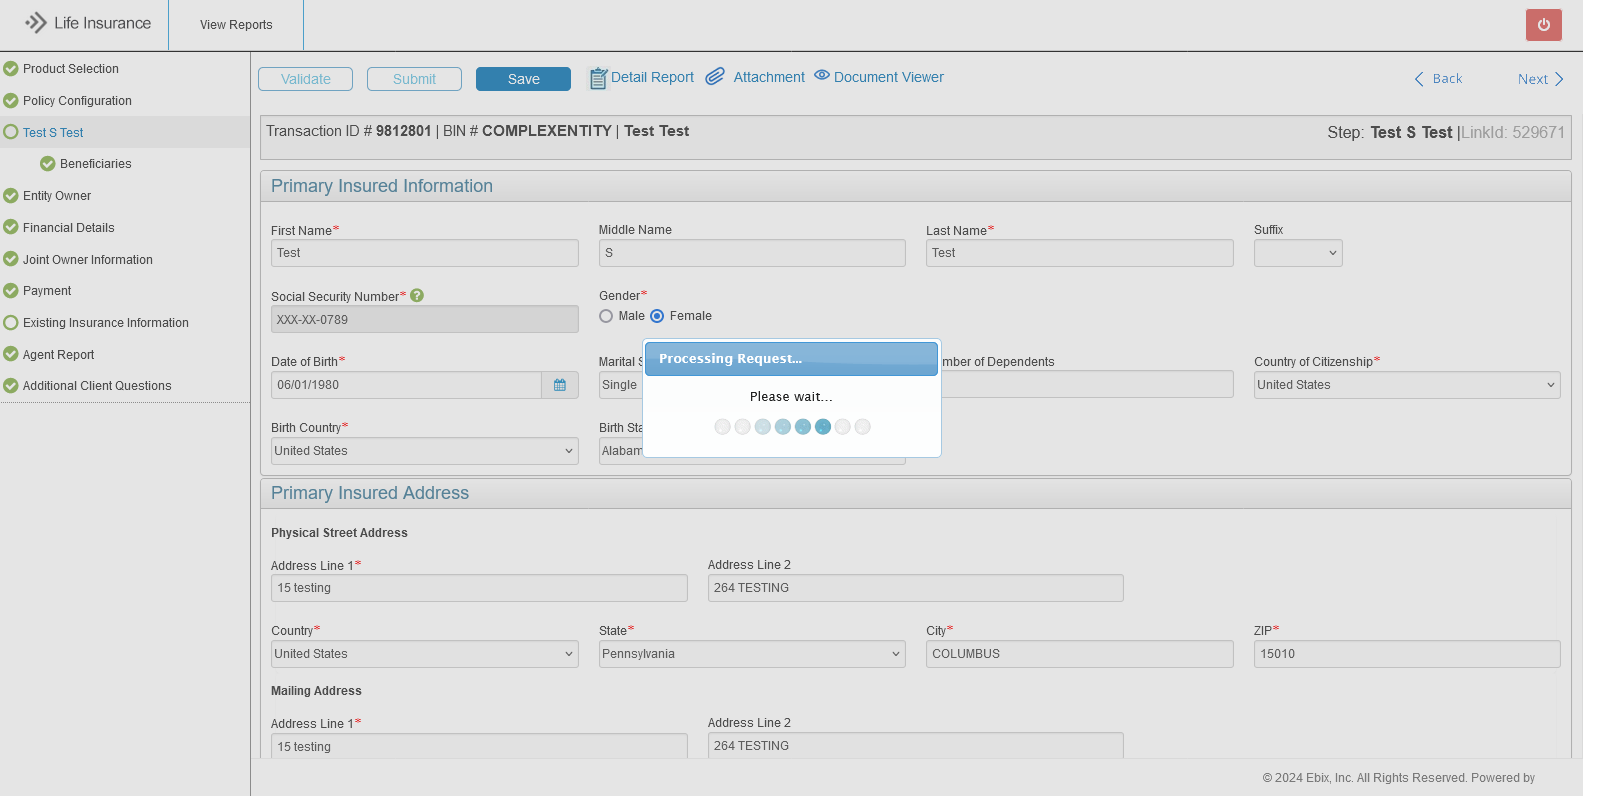 Life Insurance
View Reports
Product Selection
Policy Configuration
Test S Test
Beneficiaries
Entity Owner
Financial Details
Joint Owner Information
Payment
Existing Insurance Information
Agent Report
Additional Client Questions
Validate Submit Save Detail Report Attachment Document Viewer Back Next
Transaction ID # 9812801 | BIN # COMPLEXENTITY | Test Test
Step: Test S Test |LinkId: 529671
Primary Insured Information
First Name* Middle Name Last Name* Suffix
Test S Test
Social Security Number* ? Gender*
XXX-XX-0789 Male Female
Processing Request...
Please wait...
Date of Birth* Marital Number of Dependents Country of Citizenship*
06/01/1980 Single United States
Birth Country* Birth
United States
Primary Insured Address
Physical Street Address
Address Line 1* Address Line 2
15 testing 264 TESTING
Country* State* City* ZIP*
United States Pennsylvania COLUMBUS 15010
Mailing Address
Address Line 1* Address Line 2
15 testing 264 TESTING
© 2024 Ebix, Inc. All Rights Reserved. Powered by